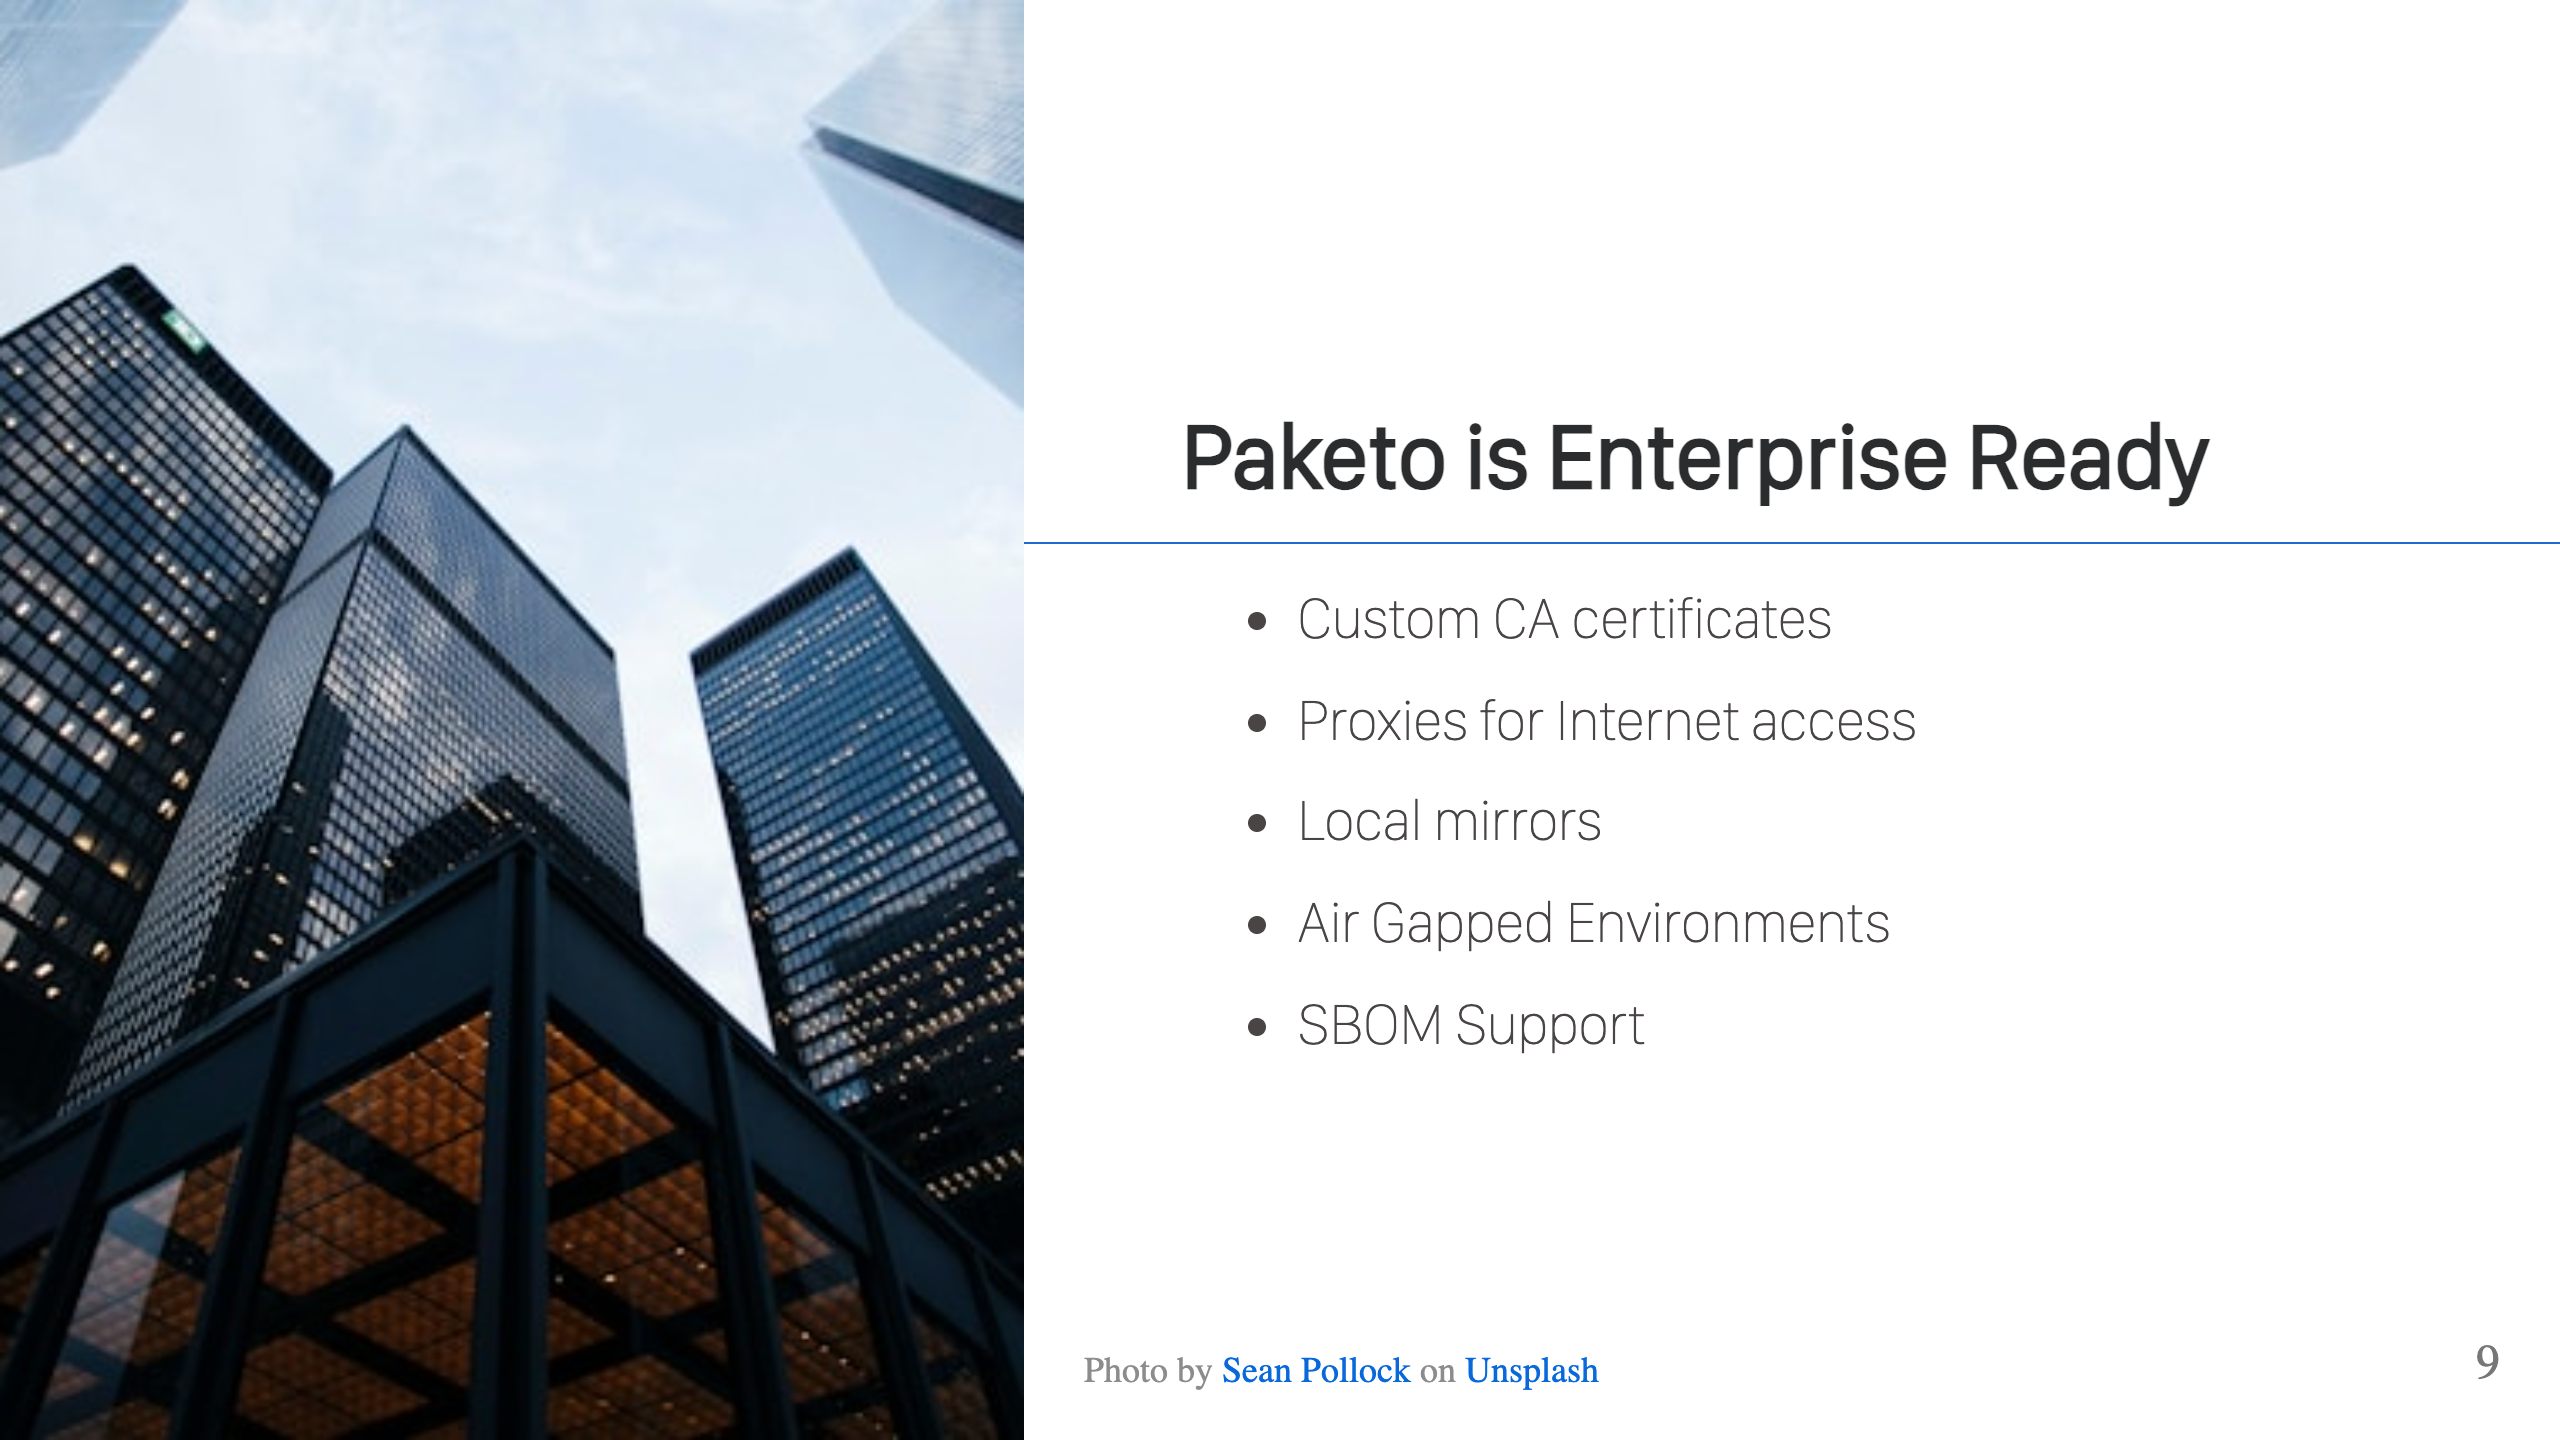 Paketo is Enterprise Ready
• Custom CA certificates
• Proxies for Internet access
• Local mirrors
• Air Gapped Environments
• SBOM Support
Photo by Sean Pollock on Unsplash
9